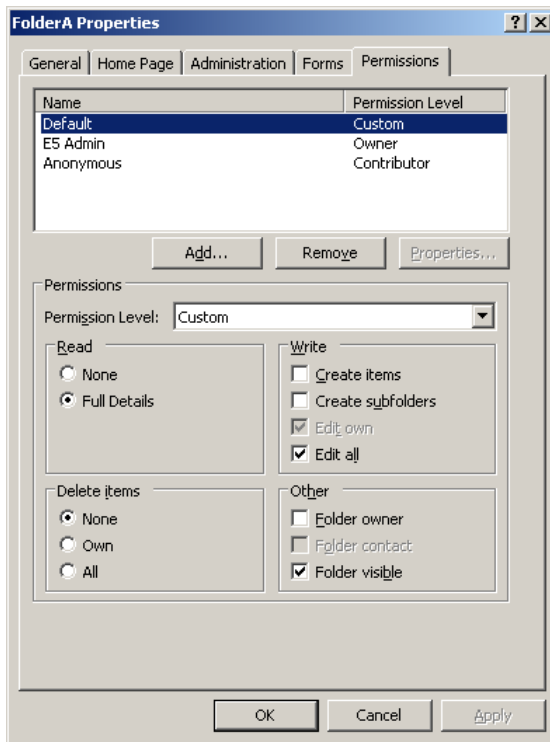 FolderA Properties
General Home Page Administration Forms Permissions
Name Permission Level
Default Custom
E5 Admin Owner
Anonymous Contributor
Add... Remove Properties...
Permissions
Permission Level: Custom
Read
None
Full Details
Write
Create items
Create subfolders
Edit own
Edit all
Delete items
None
Own
All
Other
Folder owner
Folder contact
Folder visible
OK Cancel Apply